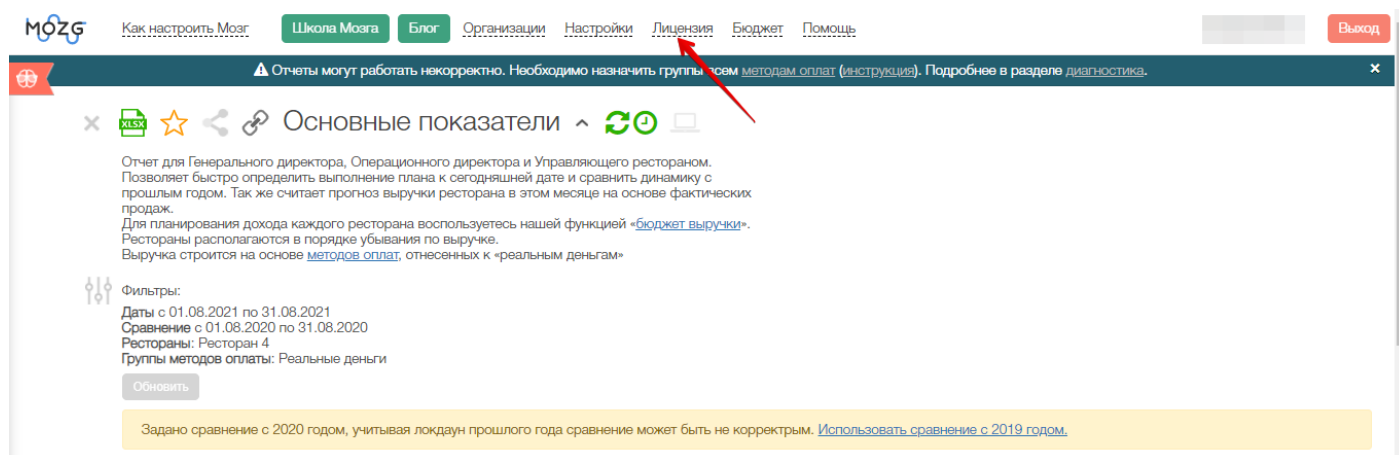 MOZG Как настроить Мозг Школа Мозга Блог Организации Настройки Лицензия Бюджет Помощь Выход
Отчеты могут работать некорректно. Необходимо назначить группы всем методам оплат (инструкция). Подробнее в разделе диагностика. ×
XLSX Основные показатели
Отчет для Генерального директора, Операционного директора и Управляющего рестораном.
Позволяет быстро определить выполнение плана к сегодняшней дате и сравнить динамику с
прошлым годом. Так же считает прогноз выручки ресторана в этом месяце на основе фактических
продаж.
Для планирования дохода каждого ресторана воспользуетесь нашей функцией «бюджет выручки».
Рестораны располагаются в порядке убывания по выручке.
Выручка строится на основе методов оплат, отнесенных к «реальным деньгам»
Фильтры:
Даты с 01.08.2021 по 31.08.2021
Сравнение с 01.08.2020 по 31.08.2020
Рестораны: Ресторан 4
Группы методов оплаты: Реальные деньги
Обновить
Задано сравнение с 2020 годом, учитывая локдаун прошлого года сравнение может быть не корректрым. Использовать сравнение с 2019 годом.